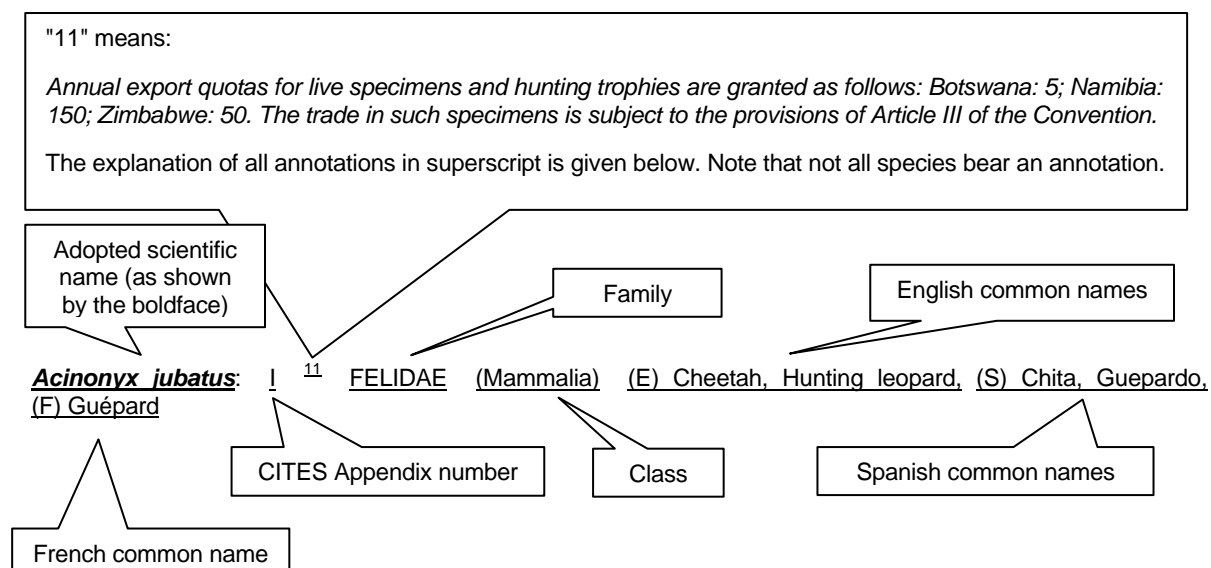 "11" means:
Annual export quotas for live specimens and hunting trophies are granted as follows: Botswana: 5; Namibia:
150; Zimbabwe: 50. The trade in such specimens is subject to the provisions of Article III of the Convention.
The explanation of all annotations in superscript is given below. Note that not all species bear an annotation.
Adopted scientific
name (as shown
by the boldface)
Family
English common names
Acinonyx jubatus: I 11 FELIDAE (Mammalia) (E) Cheetah, Hunting leopard, (S) Chita, Guepardo,
(F) Guépard
CITES Appendix number
Class
Spanish common names
French common name